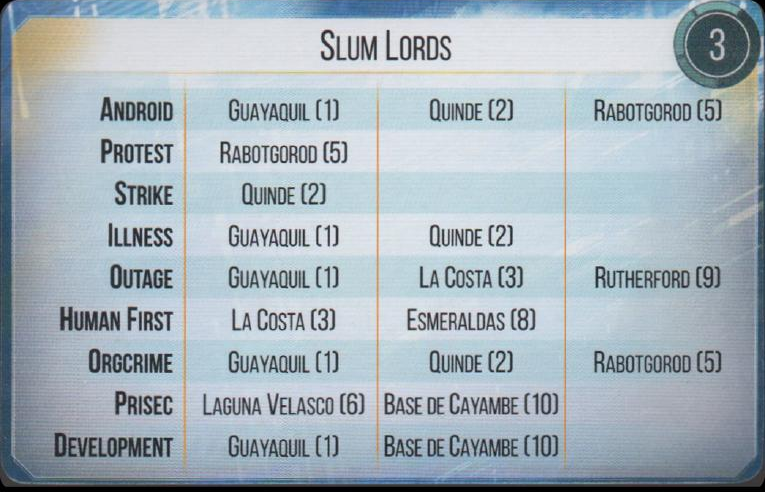 Slum Lords 3
Android Guayaquil (1) Quinde (2) Rabotgorod (5)
Protest Rabotgorod (5)
Strike Quinde (2)
Illness Guayaquil (1) Quinde (2)
Outage Guayaquil (1) La Costa (3) Rutherford (9)
Human First La Costa (3) Esmeraldas (8)
Orgcrime Guayaquil (1) Quinde (2) Rabotgorod (5)
Prisec Laguna Velasco (6) Base de Cayambe (10)
Development Guayaquil (1) Base de Cayambe (10)